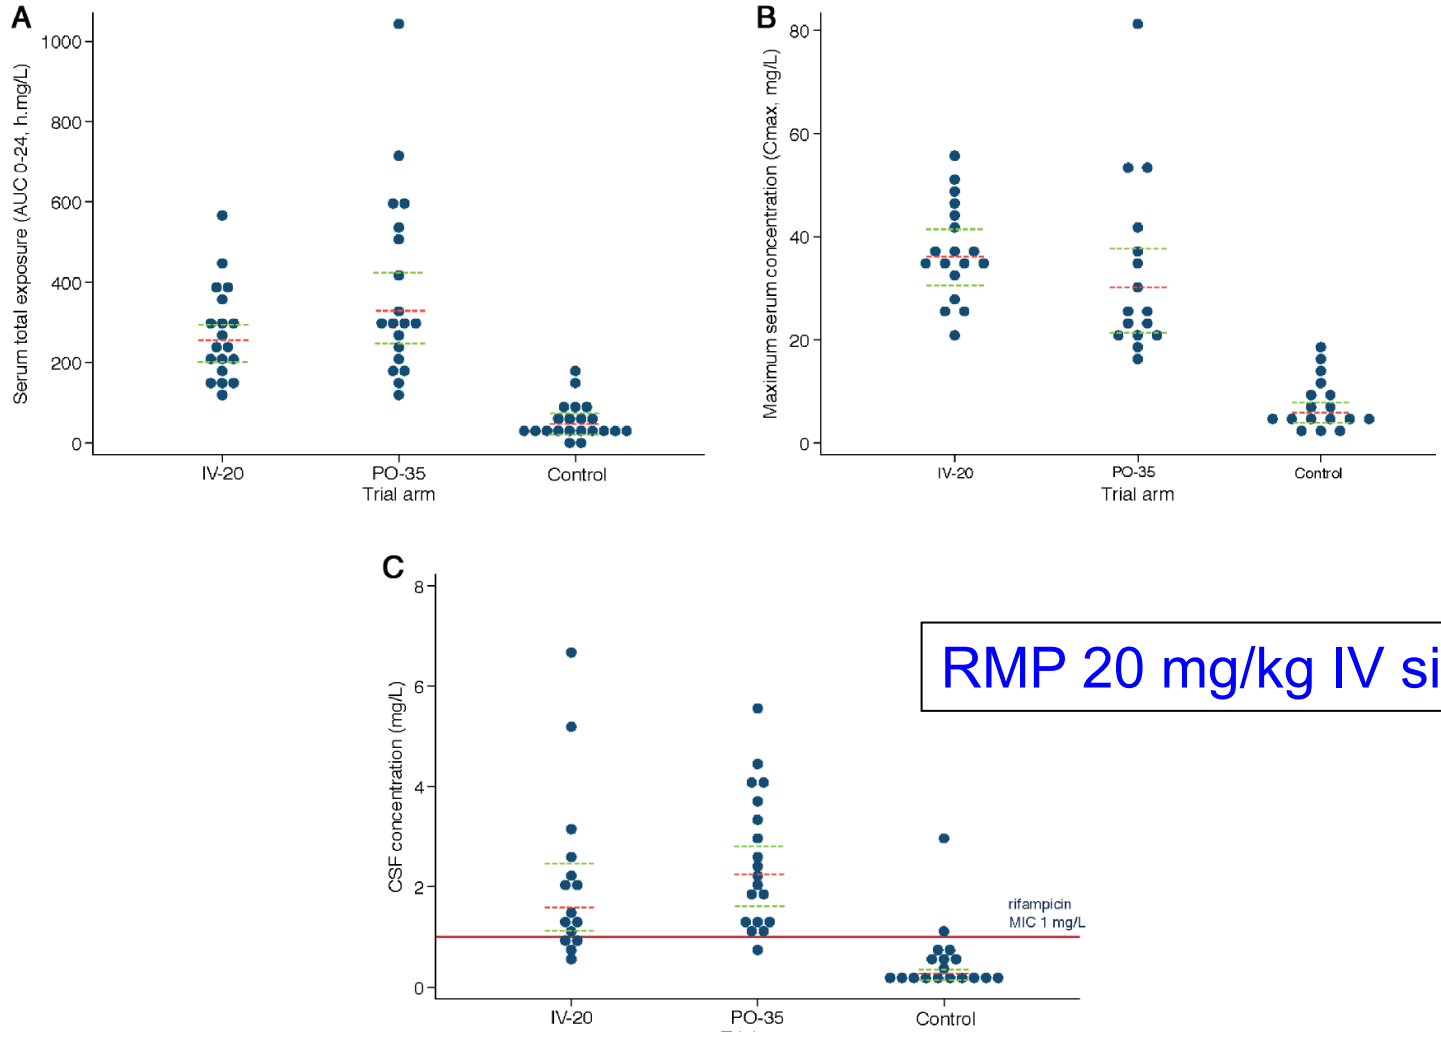 A
Serum total exposure (AUC 0-24, h.mg/L)
1000
800
600
400
200
0
IV-20 PO-35 Control
Trial arm
B
Maximum serum concentration (Cmax, mg/L)
80
60
40
20
0
IV-20 PO-35 Control
Trial arm
C
CSF concentration (mg/L)
8
6
4
2
0
rifampicin
MIC 1 mg/L
IV-20 PO-35 Control
RMP 20 mg/kg IV si